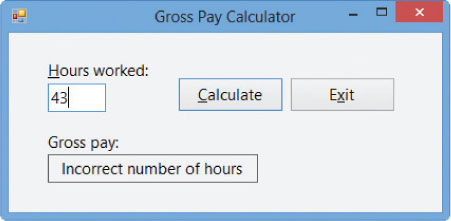 Gross Pay Calculator
Hours worked:
43
Calculate
Exit
Gross pay:
Incorrect number of hours